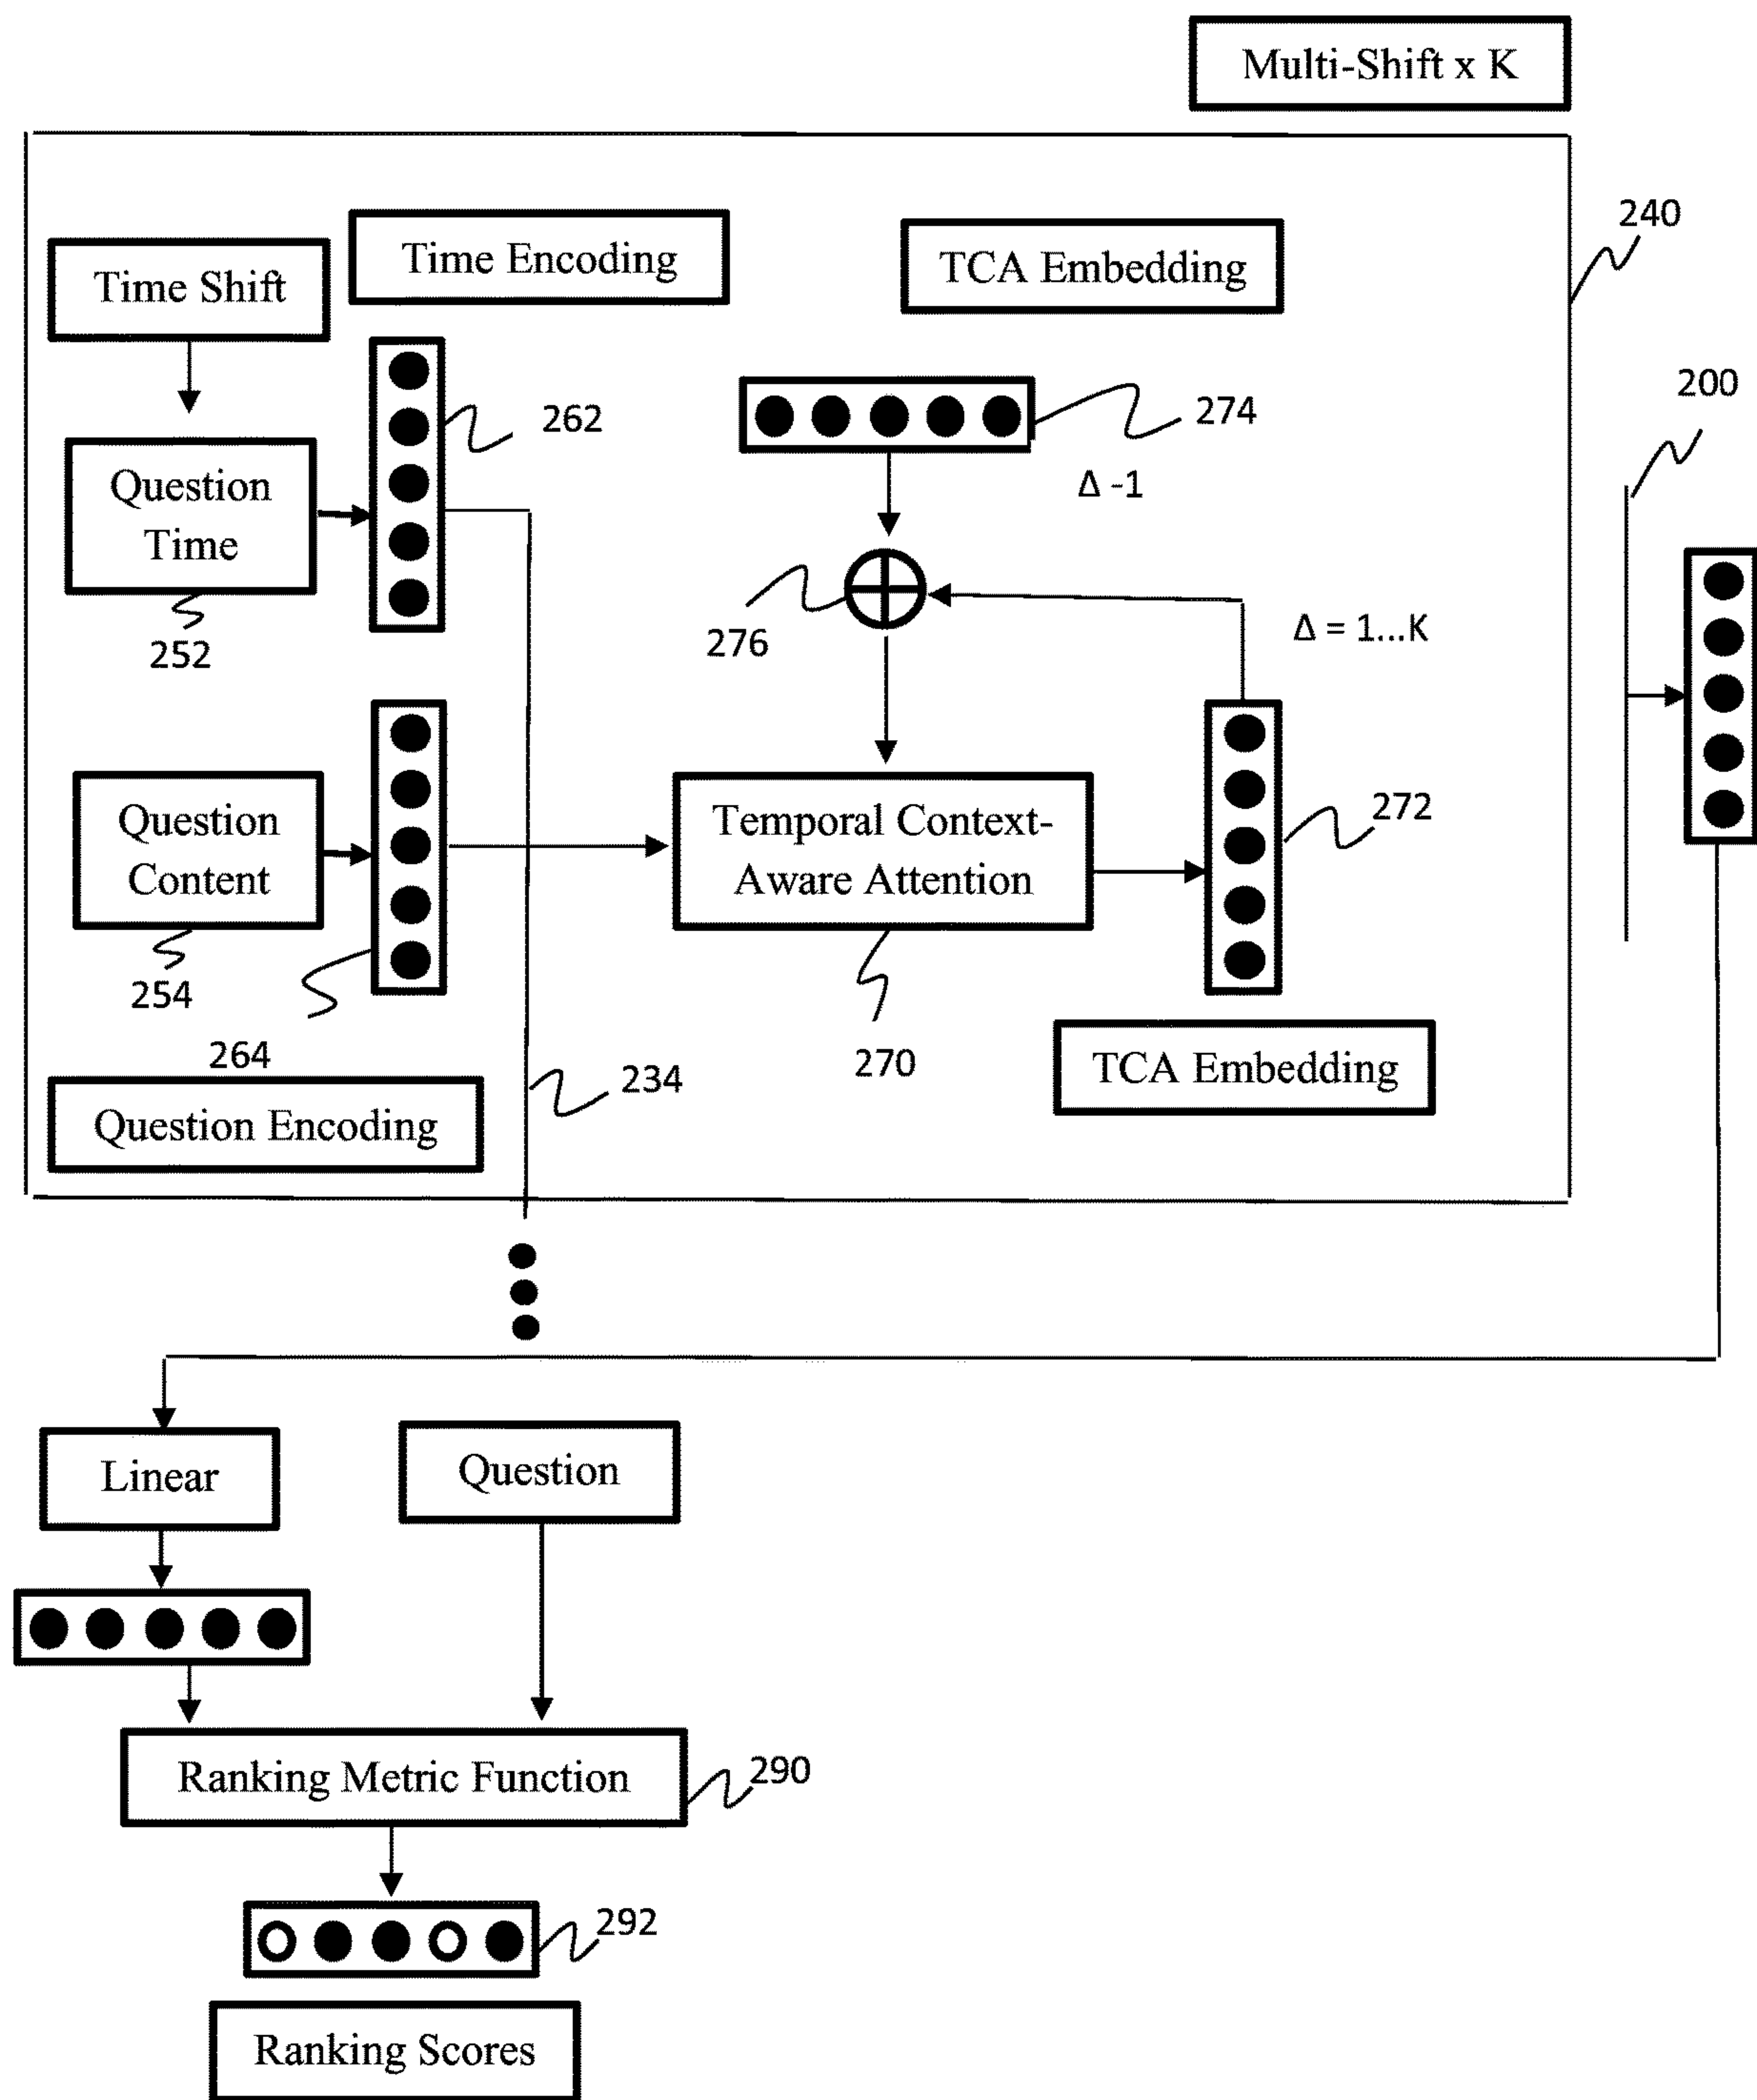 Multi-Shift x K
240
Time Shift
Time Encoding
TCA Embedding
200
262
274
Question
Time
Δ -1
252
276
Δ = 1...K
Question
Content
Temporal Context-
Aware Attention
272
254
264
270
234
TCA Embedding
Question Encoding
Linear
Question
Ranking Metric Function
290
292
Ranking Scores